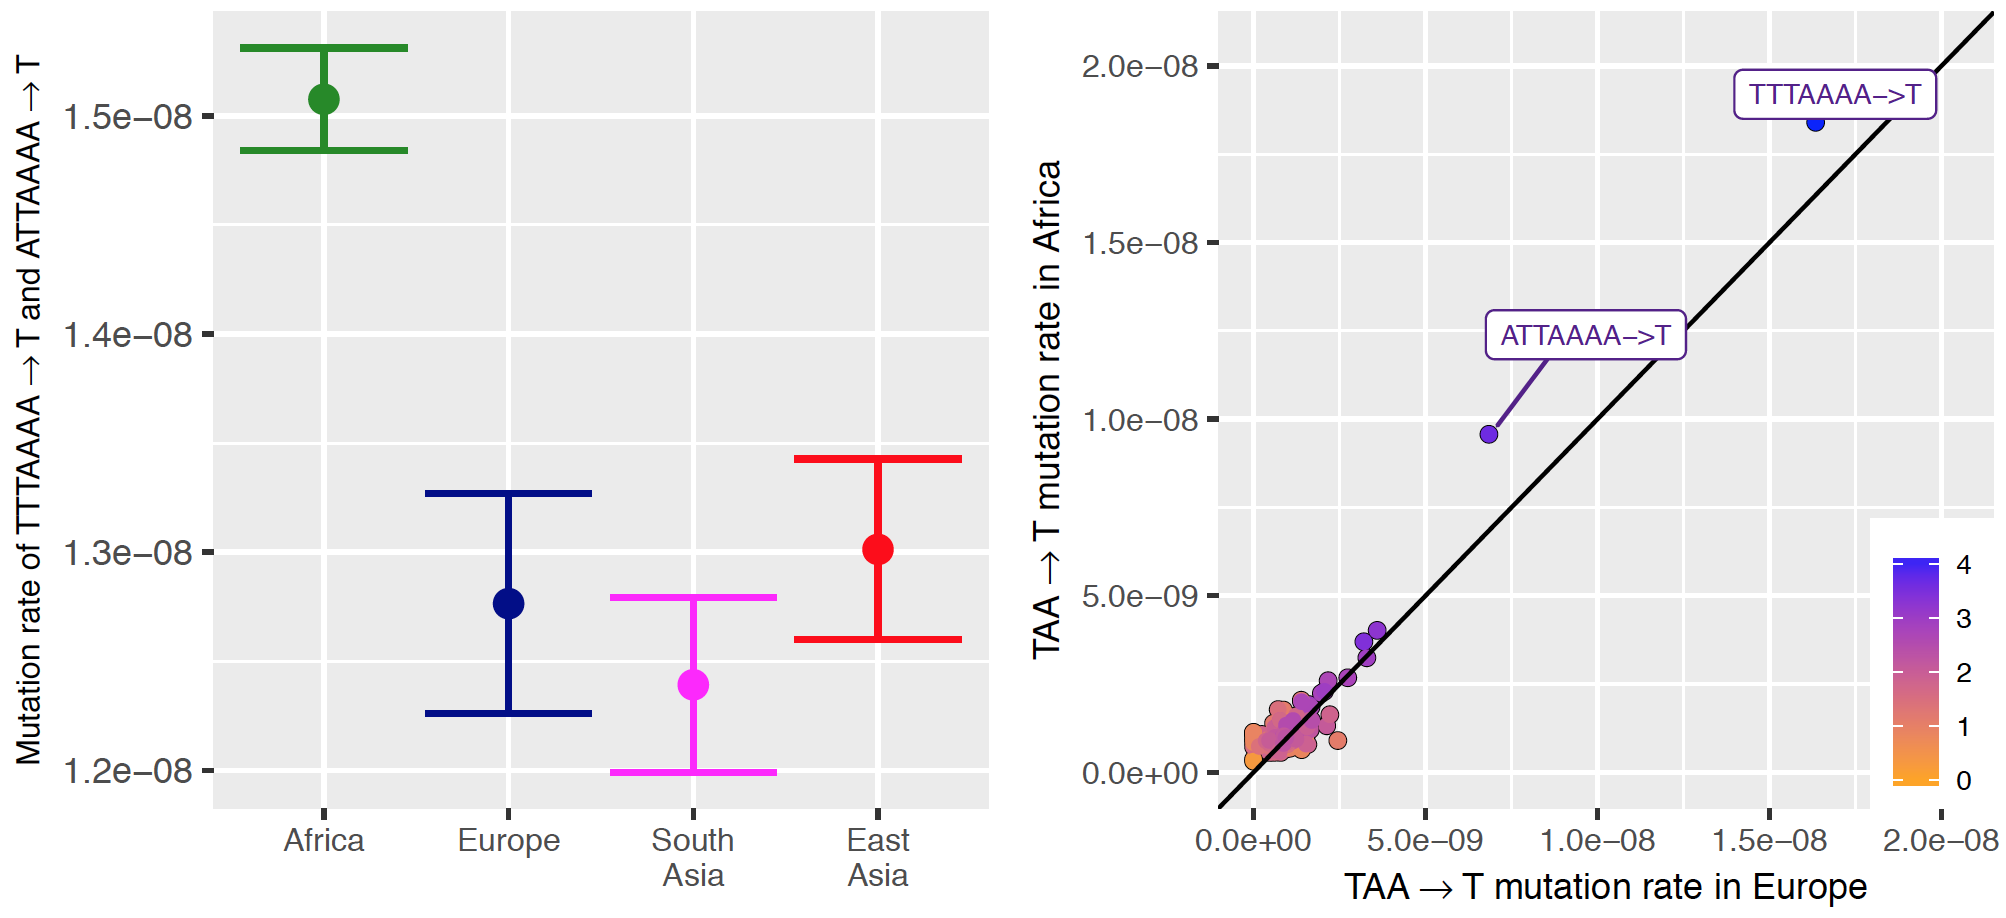 Mutation rate of TTTAAAA → T and ATTAAAA → T
1.5e−08
1.4e−08
1.3e−08
1.2e−08
Africa
Europe
South
Asia
East
Asia
TAA → T mutation rate in Africa
2.0e−08
1.5e−08
1.0e−08
5.0e−09
0.0e+00
TTTAAAA−>T
ATTAAAA−>T
4
3
2
1
0
0.0e+00
5.0e−09
1.0e−08
1.5e−08
2.0e−08
TAA → T mutation rate in Europe